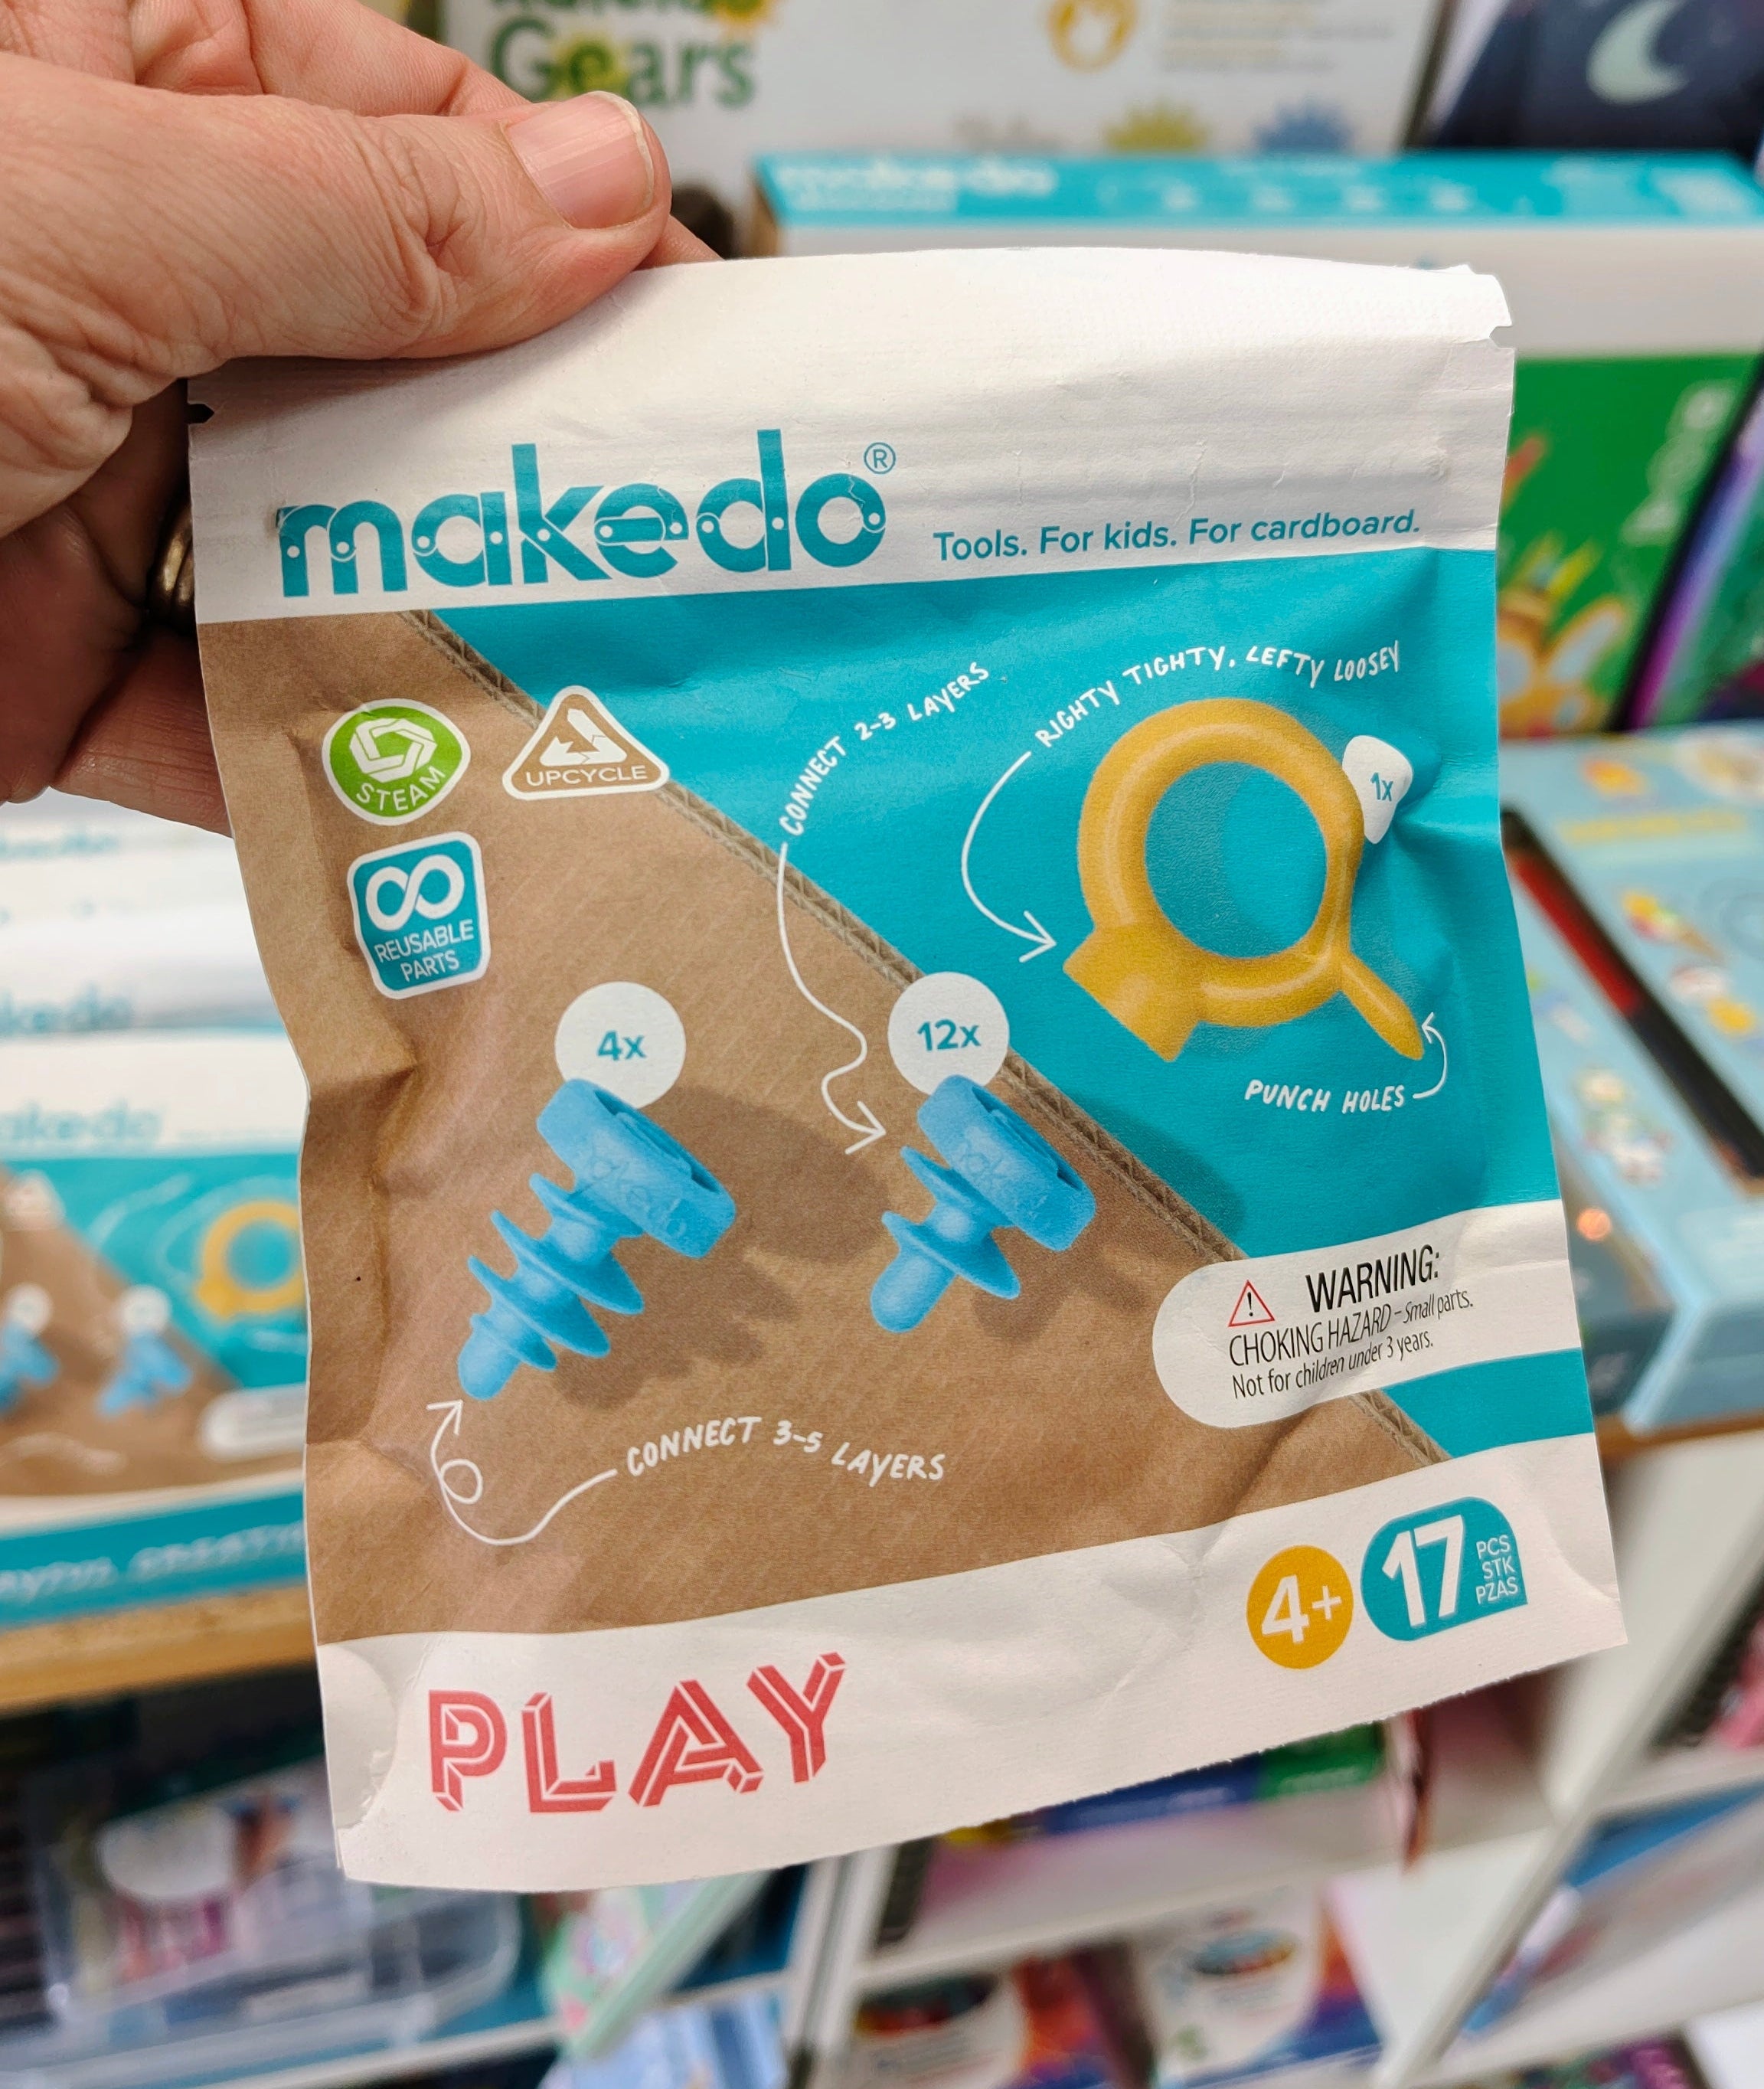 Gears
makedo
makedo®
Tools. For kids. For cardboard.
CONNECT 2-3 LAYERS
RIGHTY TIGHTY, LEFTY LOOSEY
1x
STEAM
UPCYCLE
REUSABLE
PARTS
4x
12x
PUNCH HOLES
WARNING:
CHOKING HAZARD – Small parts.
Not for children under 3 years.
CONNECT 3-5 LAYERS
4+
17
PCS
STK
PZAS
PLAY